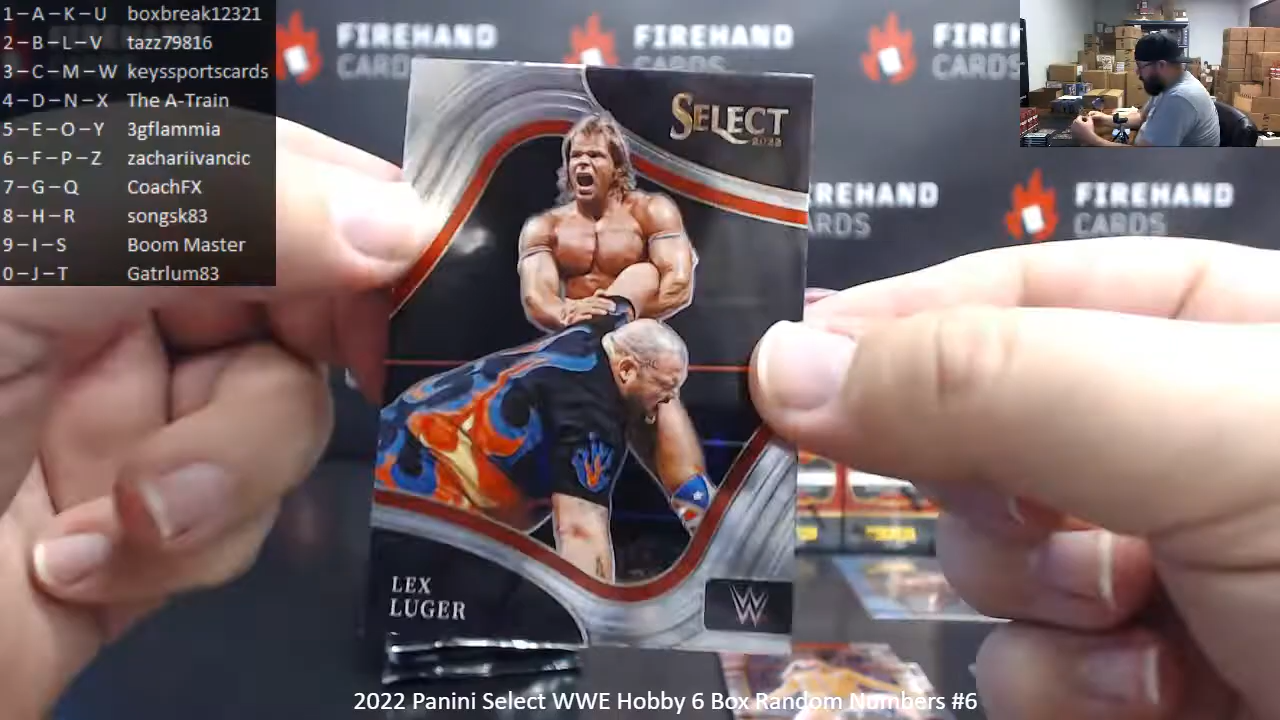 1-A-K-U boxbreak12321
2-B-L-V tazz79816
3-C-M-W keyssportscards
4-D-N-X The A-Train
5-E-O-Y 3gflammia
6-F-P-Z zachariivancic
7-G-Q CoachFX
8-H-R songsk83
9-I-S Boom Master
0-J-T Gatrlum83
FIREHAND
CARDS
FIREHAND
CARDS
FIREHAND
CARDS
FIREHAND
CARDS
SELECT
2022
LEX
LUGER
W
2022 Panini Select WWE Hobby 6 Box Random Numbers #6